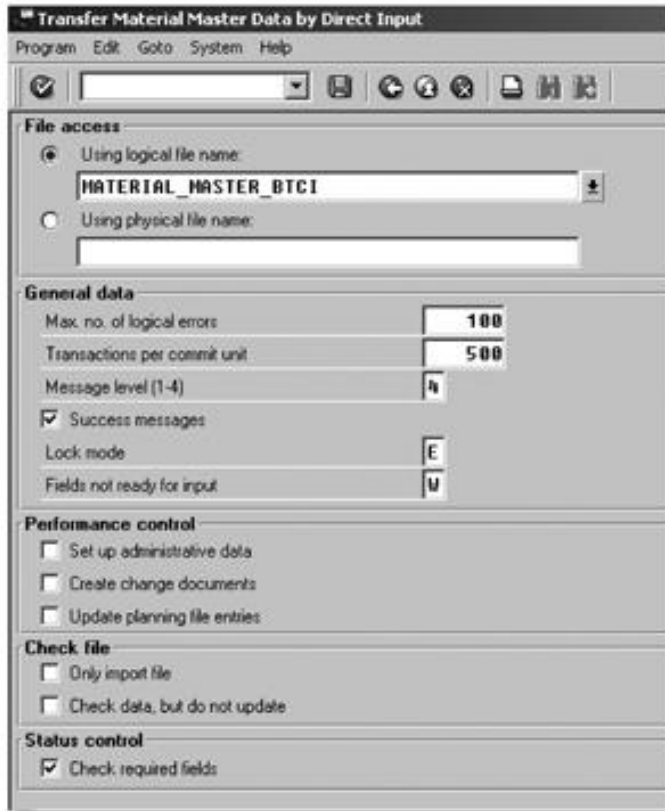 Transfer Material Master Data by Direct Input
Program Edit Goto System Help
File access
Using logical file name:
MATERIAL_MASTER_BTCI
Using physical file name:
General data
Max. no. of logical errors 100
Transactions per commit unit 500
Message level (1-4) 4
Success messages
Lock mode E
Fields not ready for input W
Performance control
Set up administrative data
Create change documents
Update planning file entries
Check file
Only import file
Check data, but do not update
Status control
Check required fields